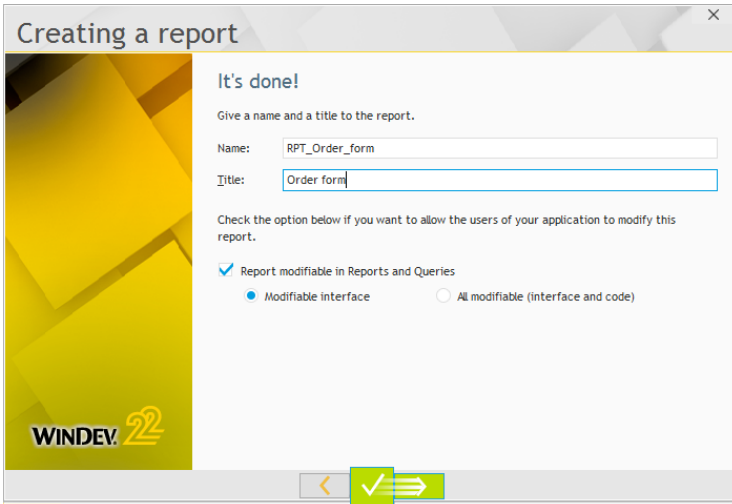 Creating a report
It's done!
Give a name and a title to the report.
Name: RPT_Order_form
Title: Order form
Check the option below if you want to allow the users of your application to modify this
report.
Report modifiable in Reports and Queries
Modifiable interface All modifiable (interface and code)
WINDEV. 22